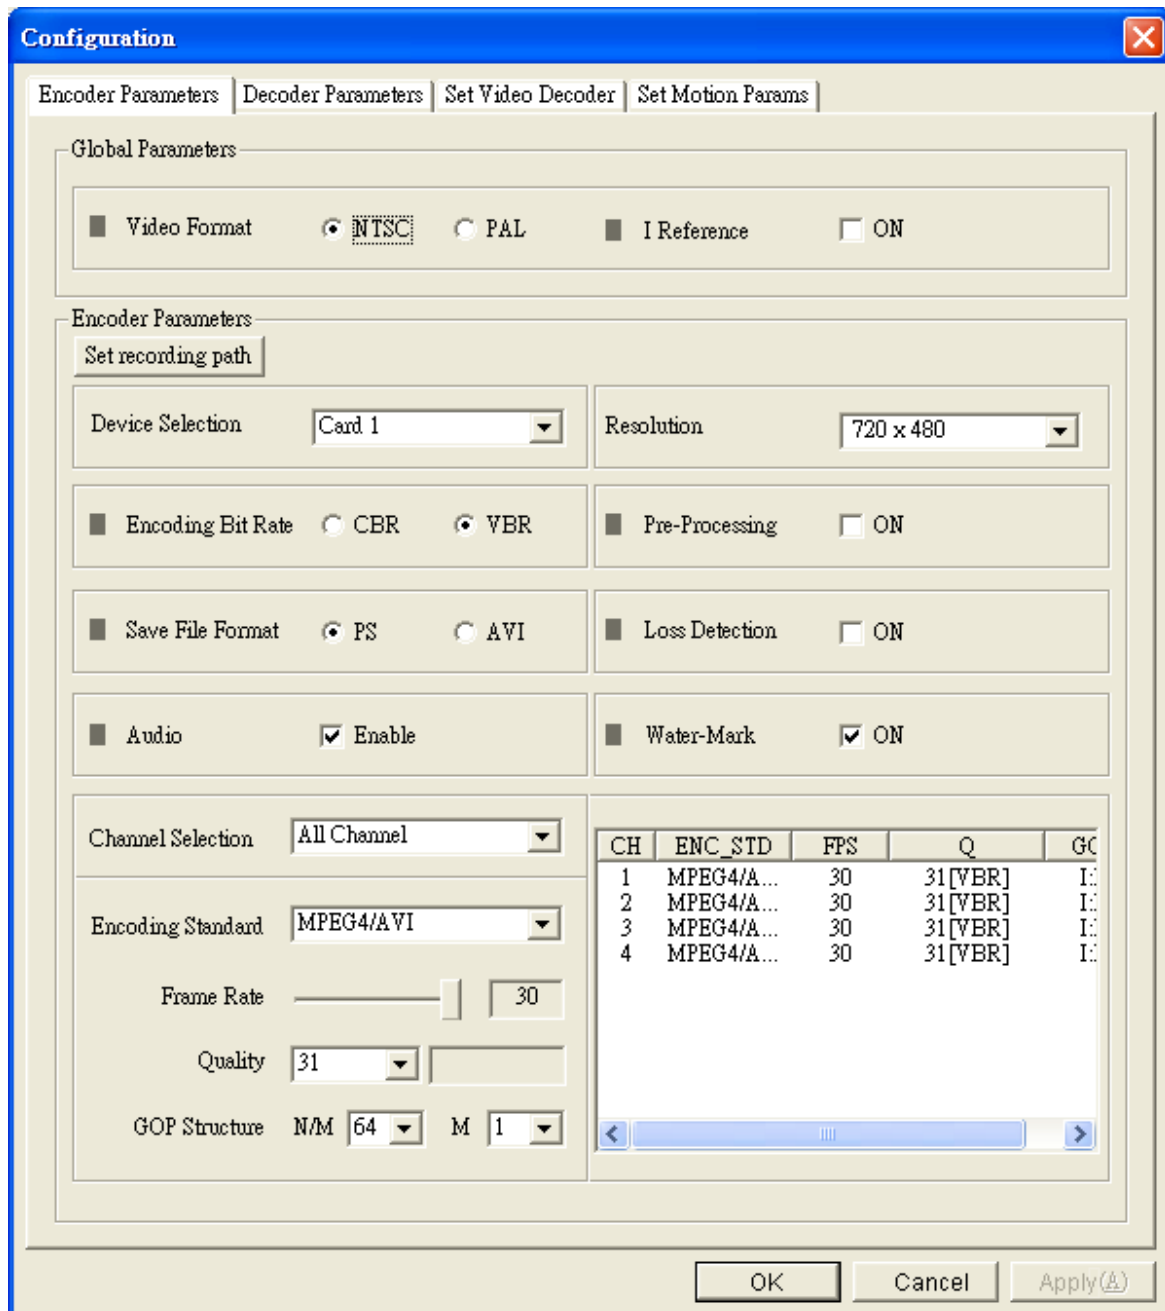 Configuration
Encoder Parameters Decoder Parameters Set Video Decoder Set Motion Params
Global Parameters
Video Format NTSC PAL I Reference ON
Encoder Parameters
Set recording path
Device Selection Card 1 Resolution 720 x 480
Encoding Bit Rate CBR VBR Pre-Processing ON
Save File Format PS AVI Loss Detection ON
Audio Enable Water-Mark ON
Channel Selection All Channel
Encoding Standard MPEG4/AVI
Frame Rate 30
Quality 31
GOP Structure N/M 64 M 1
CH ENC_STD FPS Q GO
1 MPEG4/A... 30 31[VBR] I:
2 MPEG4/A... 30 31[VBR] I:
3 MPEG4/A... 30 31[VBR] I:
4 MPEG4/A... 30 31[VBR] I:
OK Cancel Apply(A)